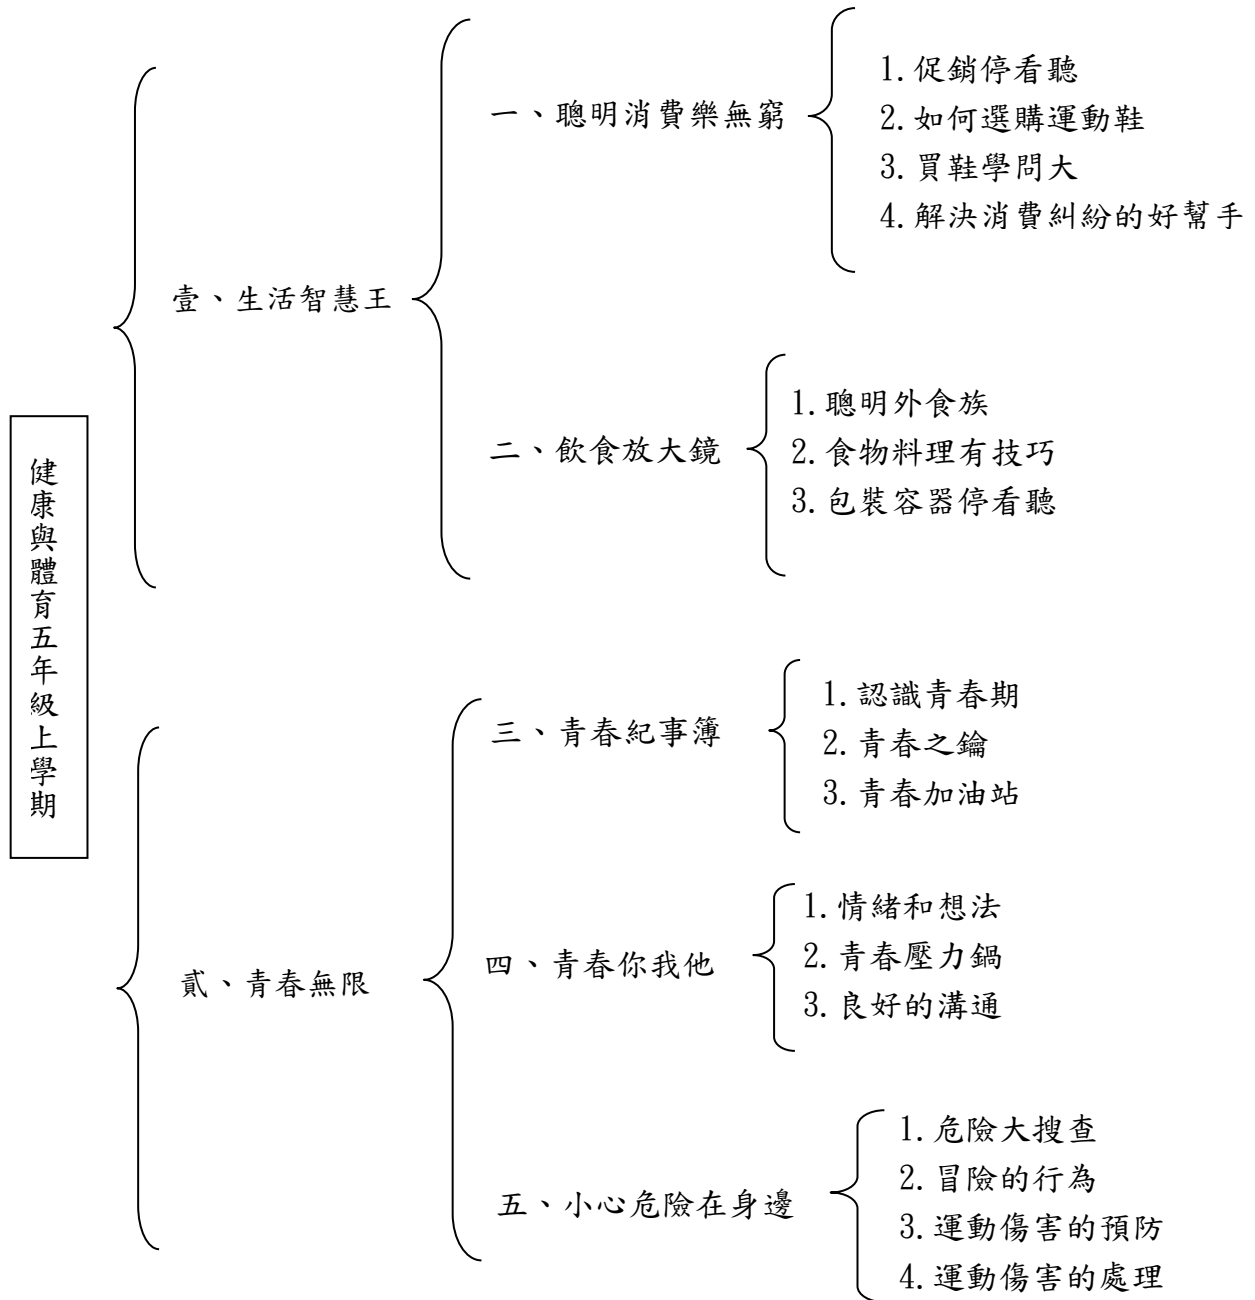 健康與體育五年級上學期
壹、生活智慧王
一、聰明消費樂無窮
1.促銷停看聽
2.如何選購運動鞋
3.買鞋學問大
4.解決消費糾紛的好幫手
二、飲食放大鏡
1.聰明外食族
2.食物料理有技巧
3.包裝容器停看聽
貳、青春無限
三、青春紀事簿
1.認識青春期
2.青春之鑰
3.青春加油站
四、青春你我他
1.情緒和想法
2.青春壓力鍋
3.良好的溝通
五、小心危險在身邊
1.危險大搜查
2.冒險的行為
3.運動傷害的預防
4.運動傷害的處理